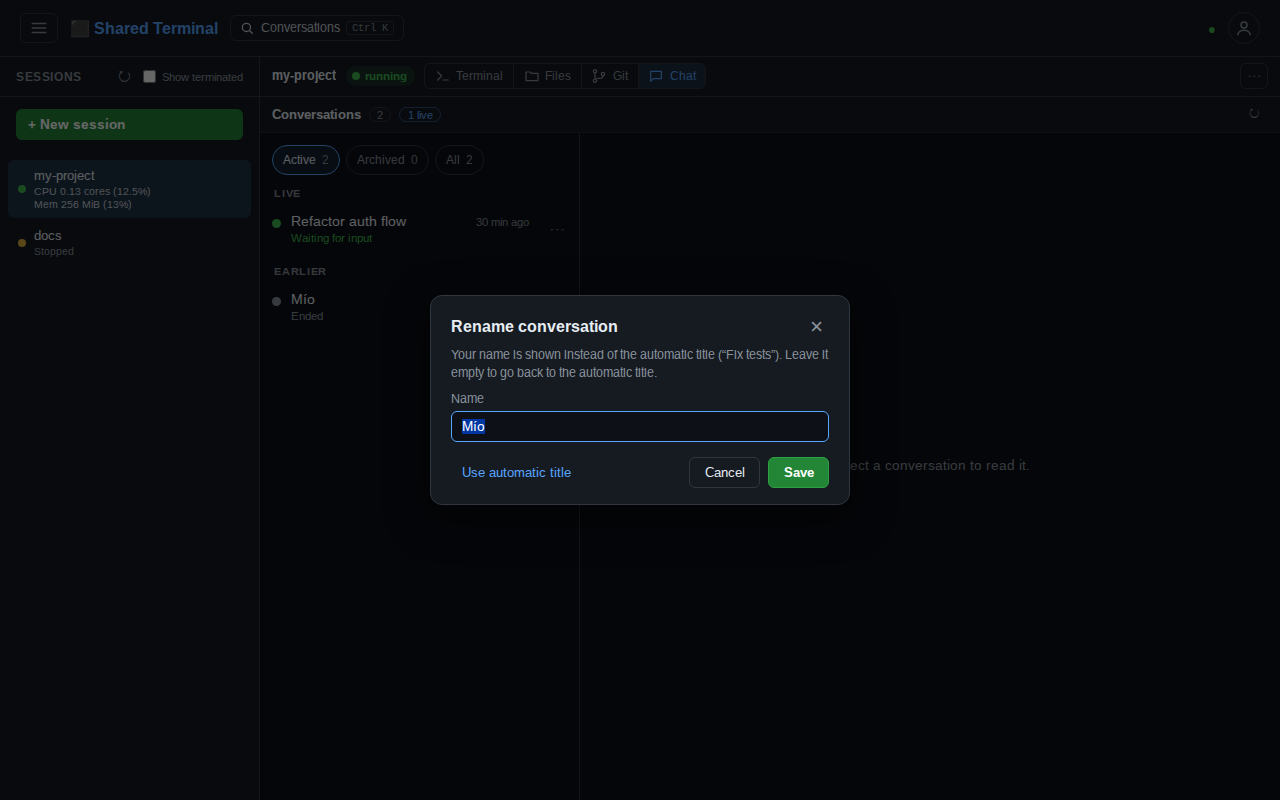 Shared Terminal
Conversations Ctrl K
SESSIONS
Show terminated
my-project
running
Terminal
Files
Git
Chat
...
+ New session
Conversations 2 1 live
my-project
CPU 0.13 cores (12.5%)
Mem 256 MiB (13%)
docs
Stopped
Active 2
Archived 0
All 2
LIVE
Refactor auth flow
30 min ago
Waiting for input
...
EARLIER
Mío
Ended
Rename conversation
✕
Your name is shown instead of the automatic title (“Fix tests”). Leave it
empty to go back to the automatic title.
Name
Mío
Use automatic title
Cancel
Save
ect a conversation to read it.